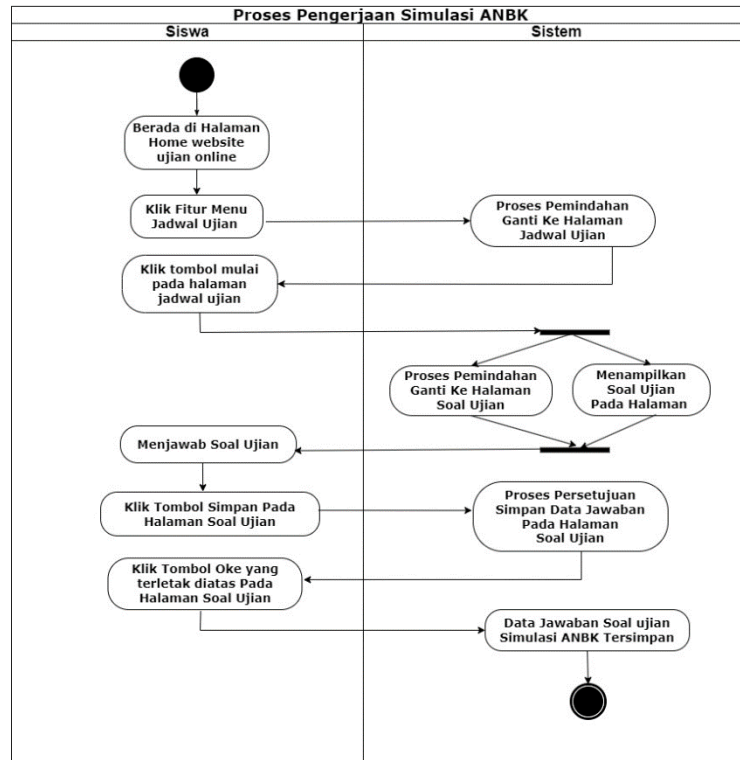 Proses Pengerjaan Simulasi ANBK
Siswa
Sistem
Berada di Halaman
Home website
ujian online
Klik Fitur Menu
Jadwal Ujian
Proses Pemindahan
Ganti Ke Halaman
Jadwal Ujian
Klik tombol mulai
pada halaman
jadwal ujian
Proses Pemindahan
Ganti Ke Halaman
Soal Ujian
Menampilkan
Soal Ujian
Pada Halaman
Menjawab Soal Ujian
Klik Tombol Simpan Pada
Halaman Soal Ujian
Proses Persetujuan
Simpan Data Jawaban
Pada Halaman
Soal Ujian
Klik Tombol Oke yang
terletak diatas Pada
Halaman Soal Ujian
Data Jawaban Soal ujian
Simulasi ANBK Tersimpan